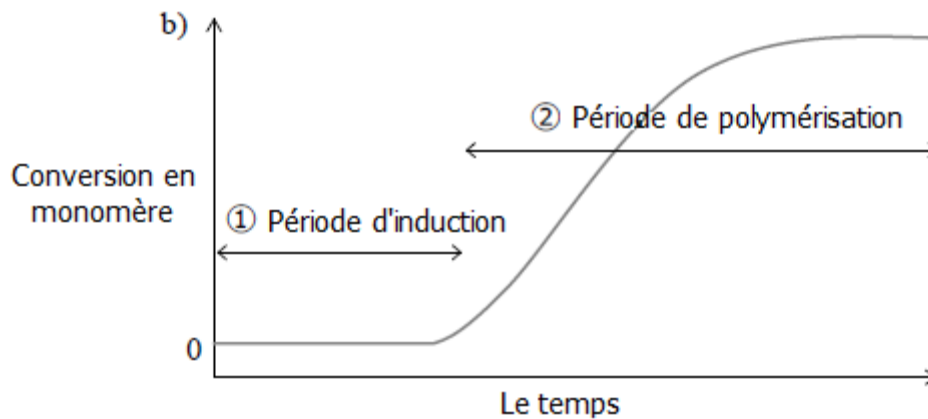 b)
② Période de polymérisation
Conversion en
monomère
① Période d'induction
0
Le temps